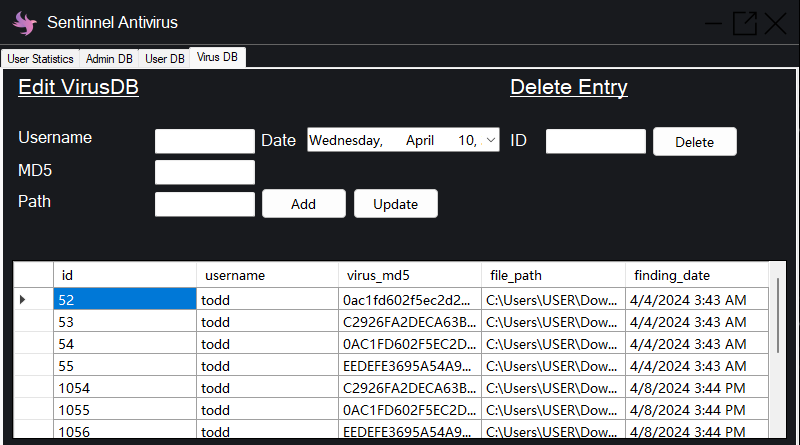 Sentinnel Antivirus
User Statistics Admin DB User DB Virus DB
Edit VirusDB Delete Entry
Username Date Wednesday, April 10, ID Delete
MD5
Path Add Update
id username virus_md5 file_path finding_date
52 todd 0ac1fd602f5ec2d2... C:\Users\USER\Dow... 4/4/2024 3:43 AM
53 todd C2926FA2DECA63B... C:\Users\USER\Dow... 4/4/2024 3:43 AM
54 todd 0AC1FD602F5EC2D... C:\Users\USER\Dow... 4/4/2024 3:43 AM
55 todd EEDEFE3695A54A9... C:\Users\USER\Dow... 4/4/2024 3:43 AM
1054 todd C2926FA2DECA63B... C:\Users\USER\Dow... 4/8/2024 3:44 PM
1055 todd 0AC1FD602F5EC2D... C:\Users\USER\Dow... 4/8/2024 3:44 PM
1056 todd EEDEFE3695A54A9... C:\Users\USER\Dow... 4/8/2024 3:44 PM